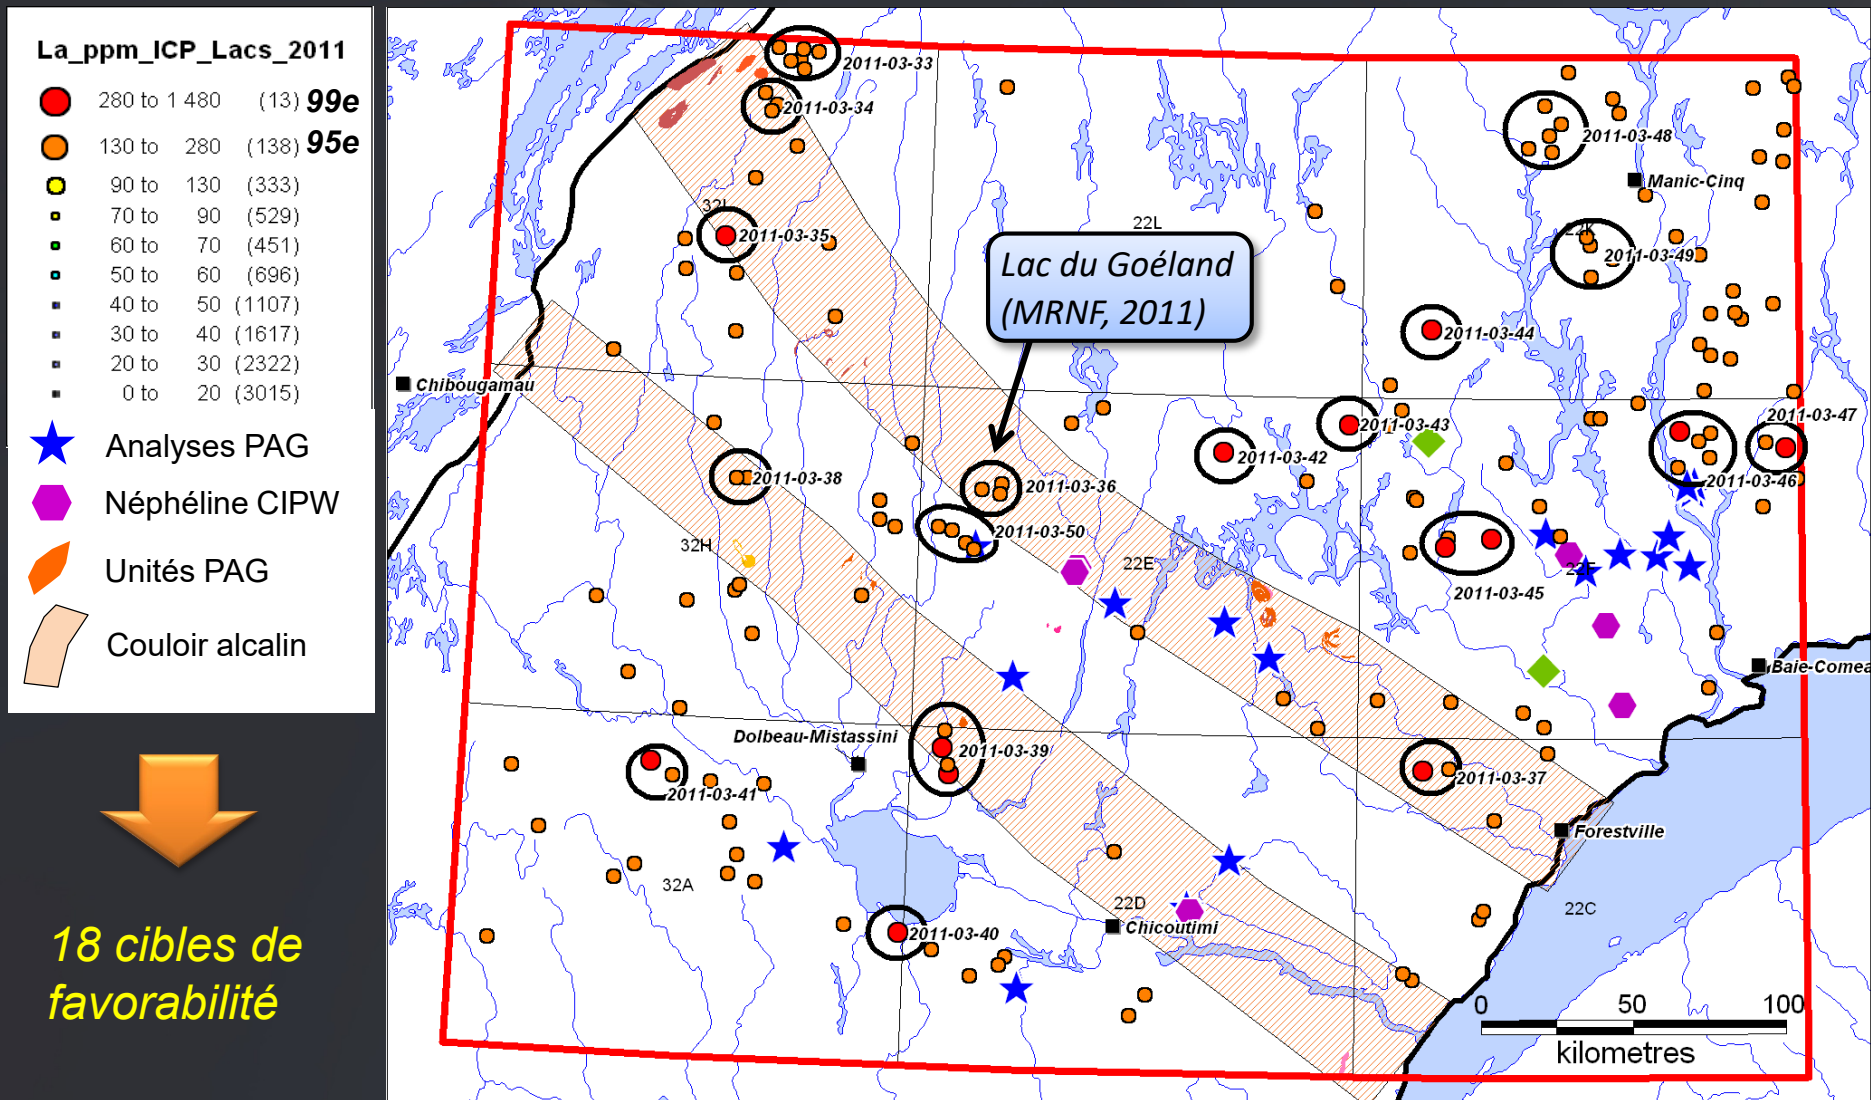 La_ppm_ICP_Lacs_2011
280 to 1 480 (13) 99e
130 to 280 (138) 95e
90 to 130 (333)
70 to 90 (529)
60 to 70 (451)
50 to 60 (696)
40 to 50 (1107)
30 to 40 (1617)
20 to 30 (2322)
0 to 20 (3015)
Analyses PAG
Néphéline CIPW
Unités PAG
Couloir alcalin
18 cibles de
favorabilité
2011-03-33
2011-03-34
2011-03-48
Manic-Cinq
22L
2011-03-35
2011-03-49
Lac du Goéland
(MRNF, 2011)
2011-03-44
Chibougamau
2011-03-47
2011-03-43
2011-03-42
2011-03-38
2011-03-36
2011-03-46
2011-03-50
32H
22E
2011-03-45
Baie-Comea
Dolbeau-Mistassini
2011-03-39
2011-03-41
2011-03-37
Forestville
32A
22D
22C
Chicoutimi
2011-03-40
0 50 100
kilometres